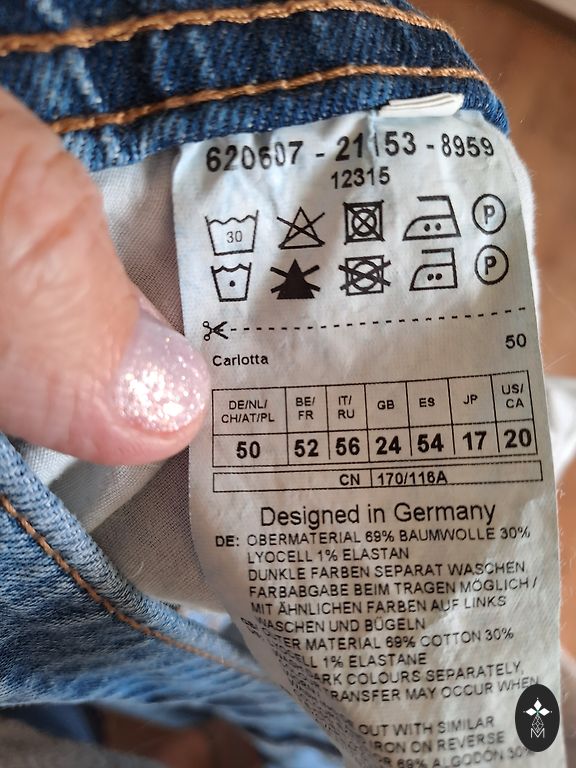 620607 - 21153 - 8959
12315
30 P
P
50
Carlotta
DE/NL/ CH/AT/PL BE/ FR IT/ RU GB ES JP US/ CA
50 52 56 24 54 17 20
CN 170/116A
Designed in Germany
DE: OBERMATERIAL 69% BAUMWOLLE 30%
LYOCELL 1% ELASTAN
DUNKLE FARBEN SEPARAT WASCHEN
FARBABGABE BEIM TRAGEN MÖGLICH /
MIT ÄHNLICHEN FARBEN AUF LINKS
WASCHEN UND BÜGELN
MATERIAL 69% COTTON 30%
1% ELASTANE
COLOURS SEPARATELY,
TRANSFER MAY OCCUR WHEN
OUT WITH SIMILAR
IRON ON REVERSE
69% ALGODÓN 30%
M